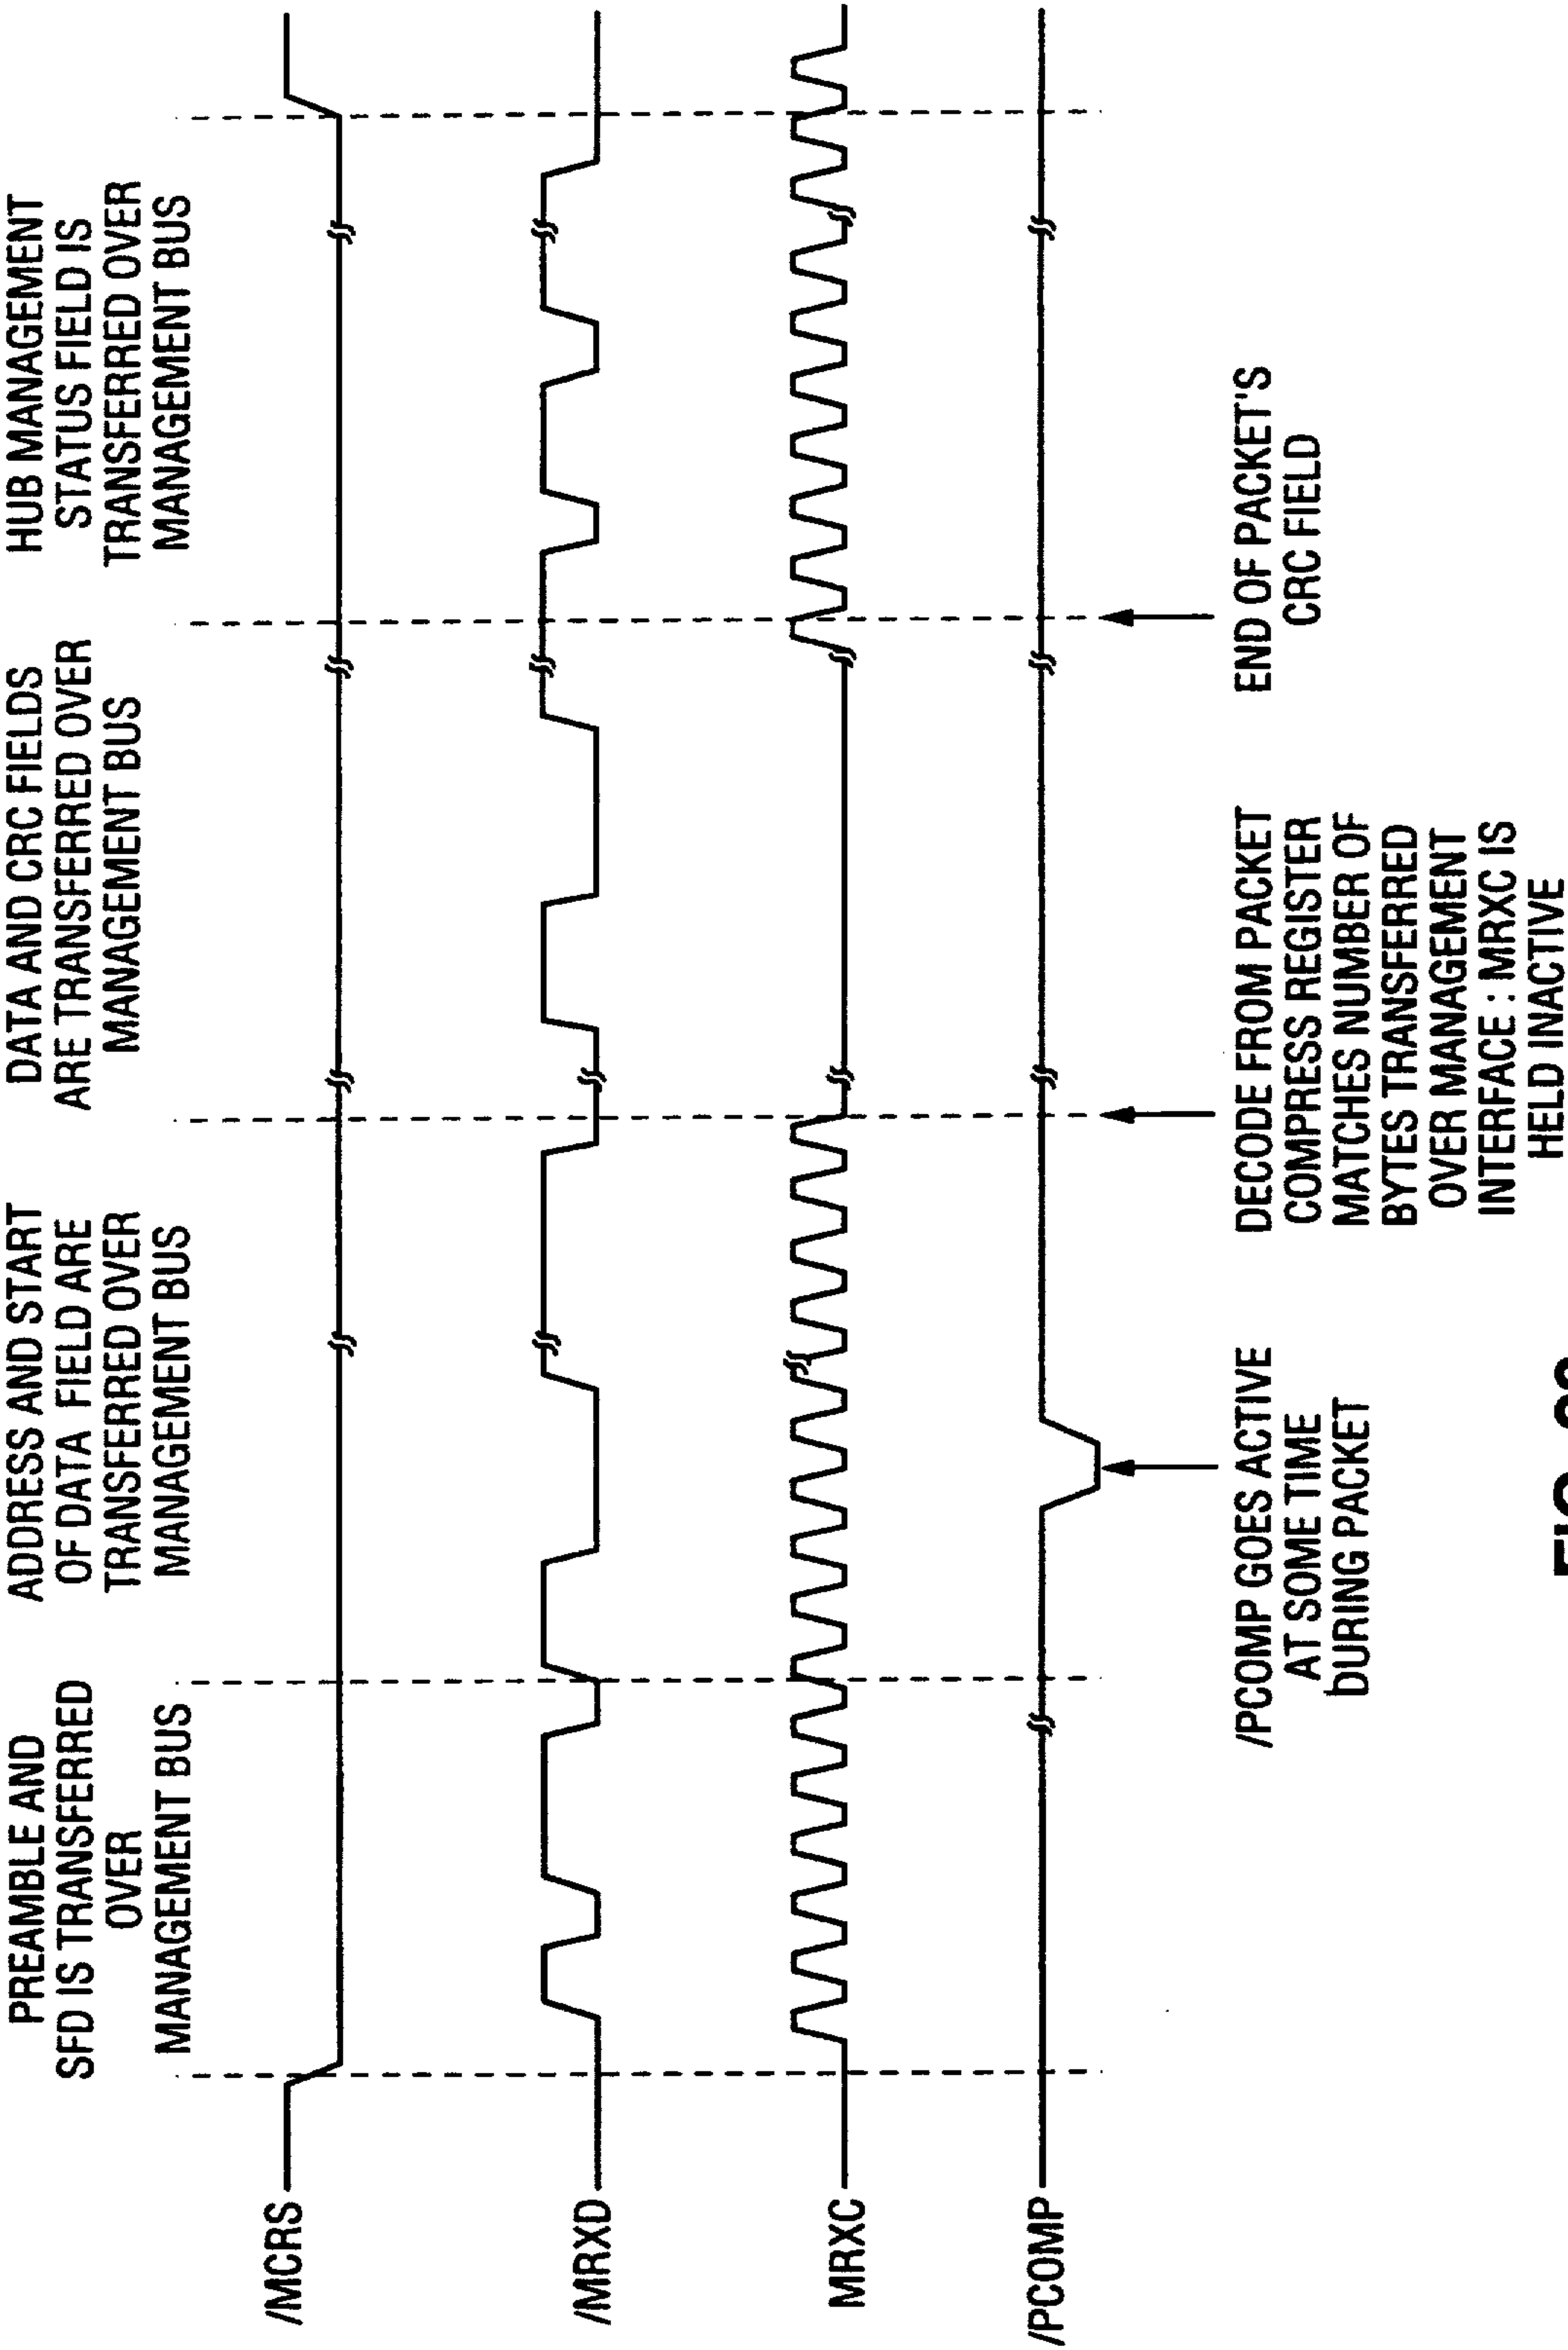 PREAMBLE AND
SFD IS TRANSFERRED
OVER
MANAGEMENT BUS
ADDRESS AND START
OF DATA FIELD ARE
TRANSFERRED OVER
MANAGEMENT BUS
DATA AND CRC FIELDS
ARE TRANSFERRED OVER
MANAGEMENT BUS
HUB MANAGEMENT
STATUS FIELD IS
TRANSFERRED OVER
MANAGEMENT BUS
/MCRS
/MRXD
MRXC
/PCOMP
/PCOMP GOES ACTIVE
AT SOME TIME
DURING PACKET
DECODE FROM PACKET
COMPRESS REGISTER
MATCHES NUMBER OF
BYTES TRANSFERRED
OVER MANAGEMENT
INTERFACE : MRXC IS
HELD INACTIVE
END OF PACKET'S
CRC FIELD
FIG.